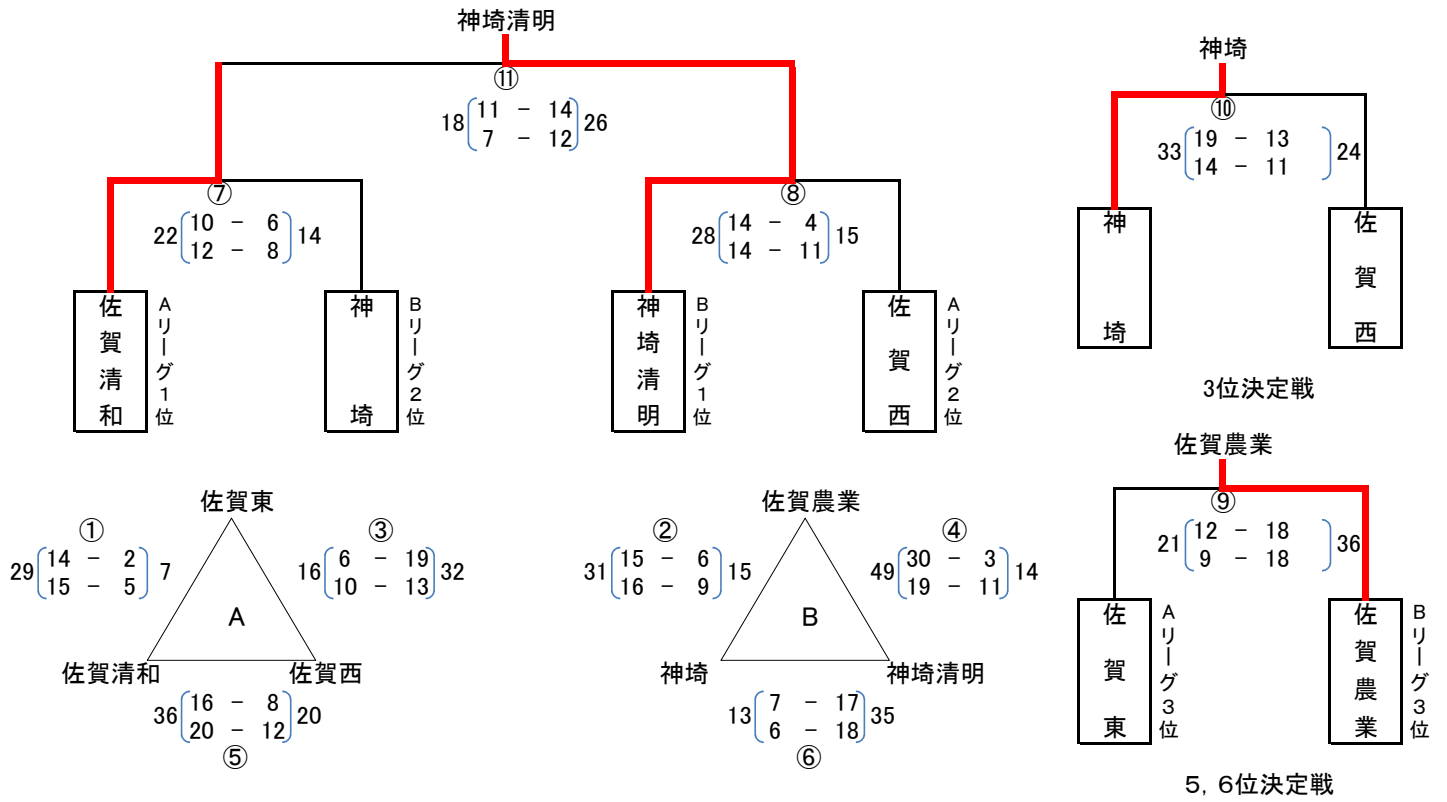 神埼清明
⑪
18 11 - 14 26
7 - 12
⑦
22 10 - 6 14
12 - 8
⑧
28 14 - 4 15
14 - 11
佐賀清和
Aリーグ1位
神埼
Bリーグ2位
神埼清明
Bリーグ1位
佐賀西
Aリーグ2位
神埼
⑩
33 19 - 13 24
14 - 11
神埼
佐賀西
3位決定戦
佐賀東
①
29 14 - 2 7
15 - 5
③
16 6 - 19 32
10 - 13
A
佐賀清和
佐賀西
36 16 - 8 20
20 - 12
⑤
佐賀農業
②
31 15 - 6 15
16 - 9
④
49 30 - 3 14
19 - 11
B
神埼
神埼清明
13 7 - 17 35
6 - 18
⑥
佐賀農業
⑨
21 12 - 18 36
9 - 18
佐賀東
Aリーグ3位
佐賀農業
Bリーグ3位
5, 6位決定戦